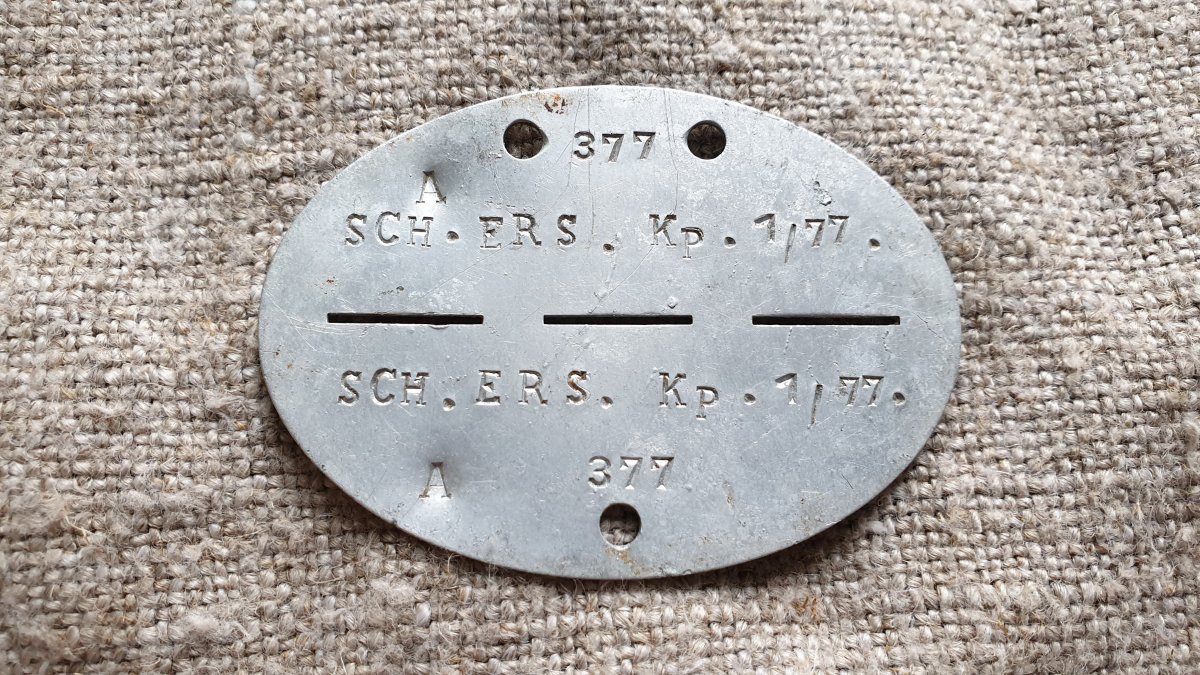 377
A
SCH. ERS. Kp. 1/77.
SCH. ERS. Kp. 1/77.
377
A